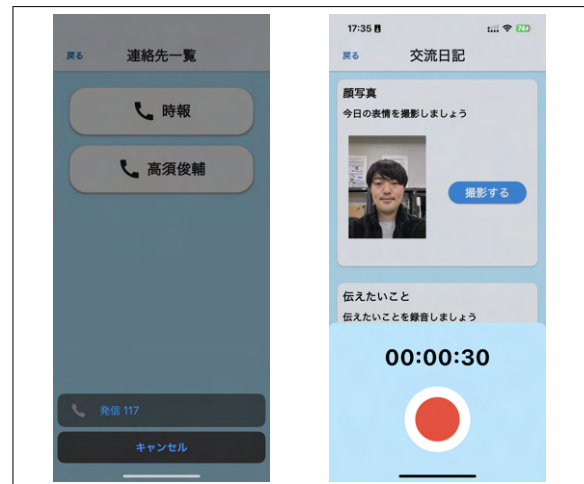 戻る 連絡先一覧
時報
高須俊輔
発信 117
キャンセル
17:35
戻る 交流日記
顔写真
今日の表情を撮影しましょう
撮影する
伝えたいこと
伝えたいことを録音しましょう
00:00:30